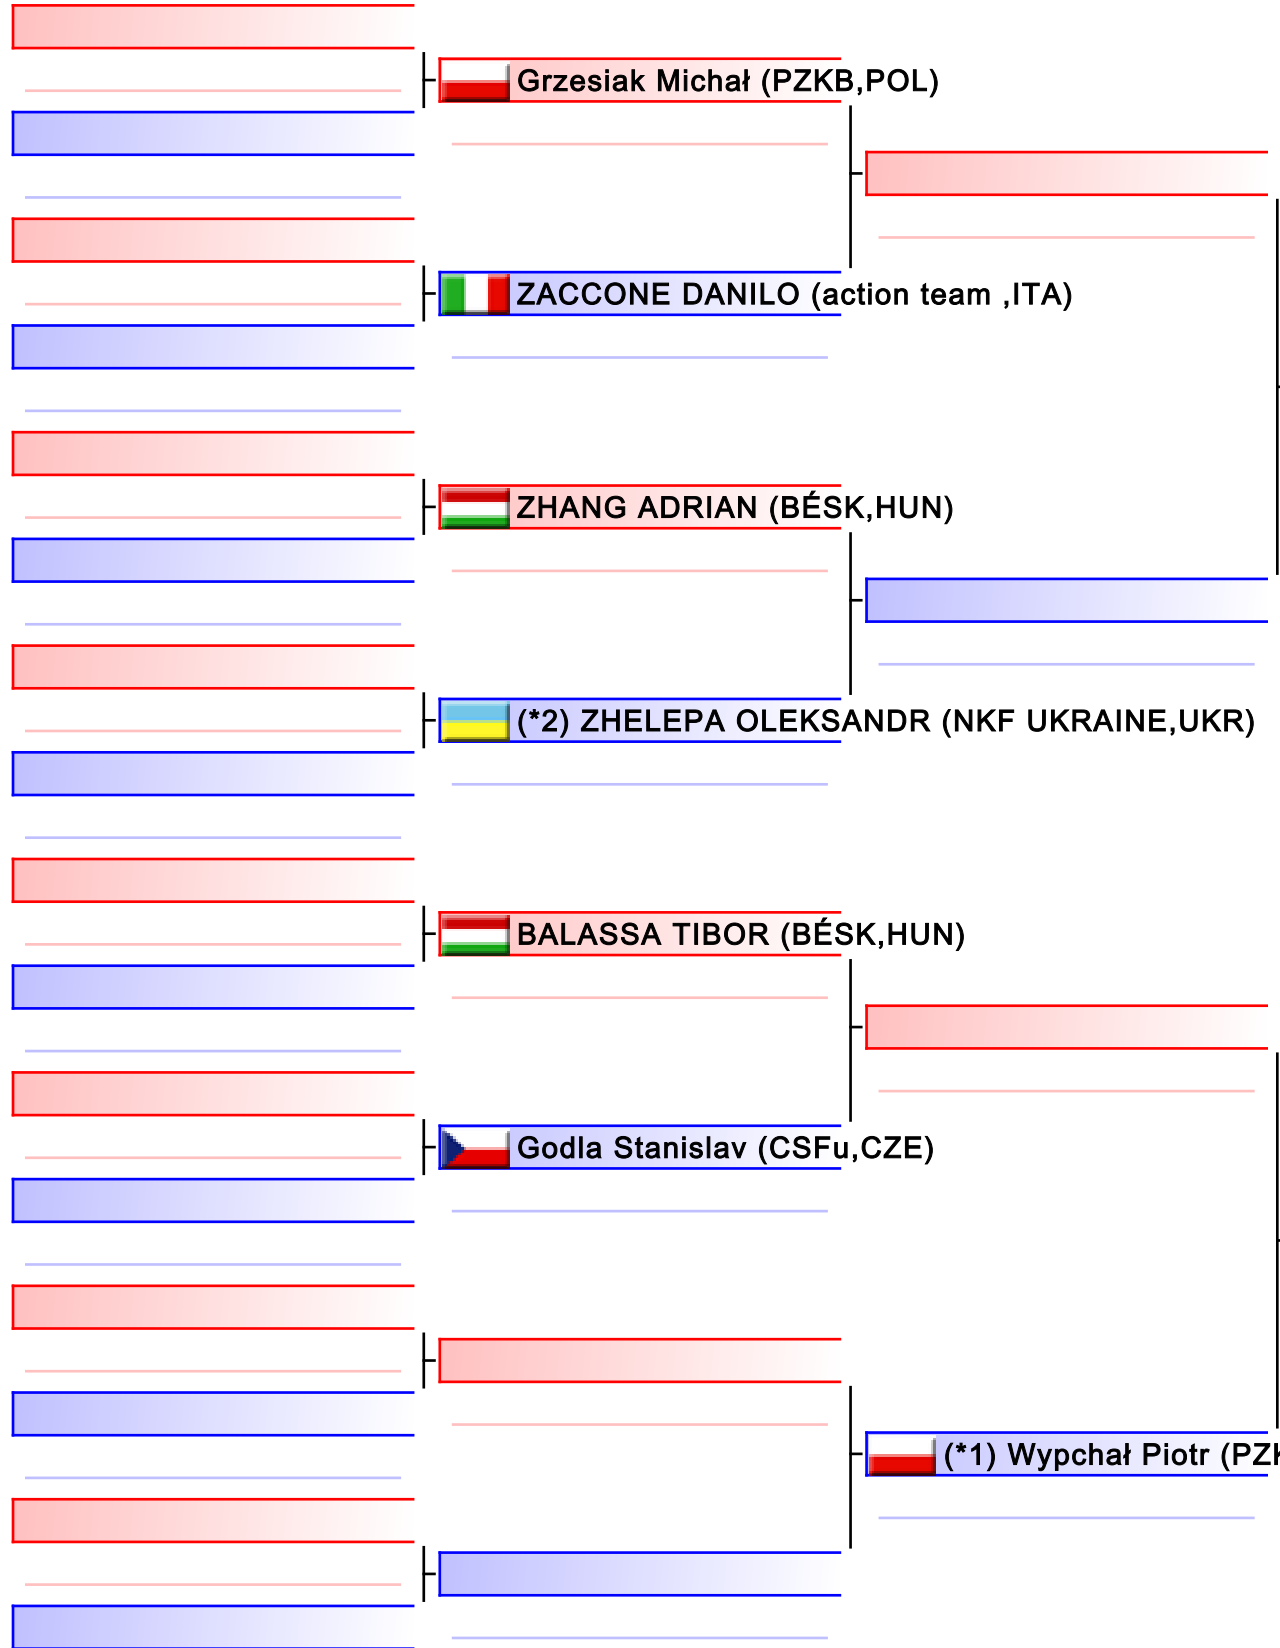 Grzesiak Michał (PZKB,POL)
ZACCONE DANILO (action team ,ITA)
ZHANG ADRIAN (BÉSK,HUN)
(*2) ZHELEPA OLEKSANDR (NKF UKRAINE,UKR)
BALASSA TIBOR (BÉSK,HUN)
Godla Stanislav (CSFu,CZE)
(*1) Wypchał Piotr